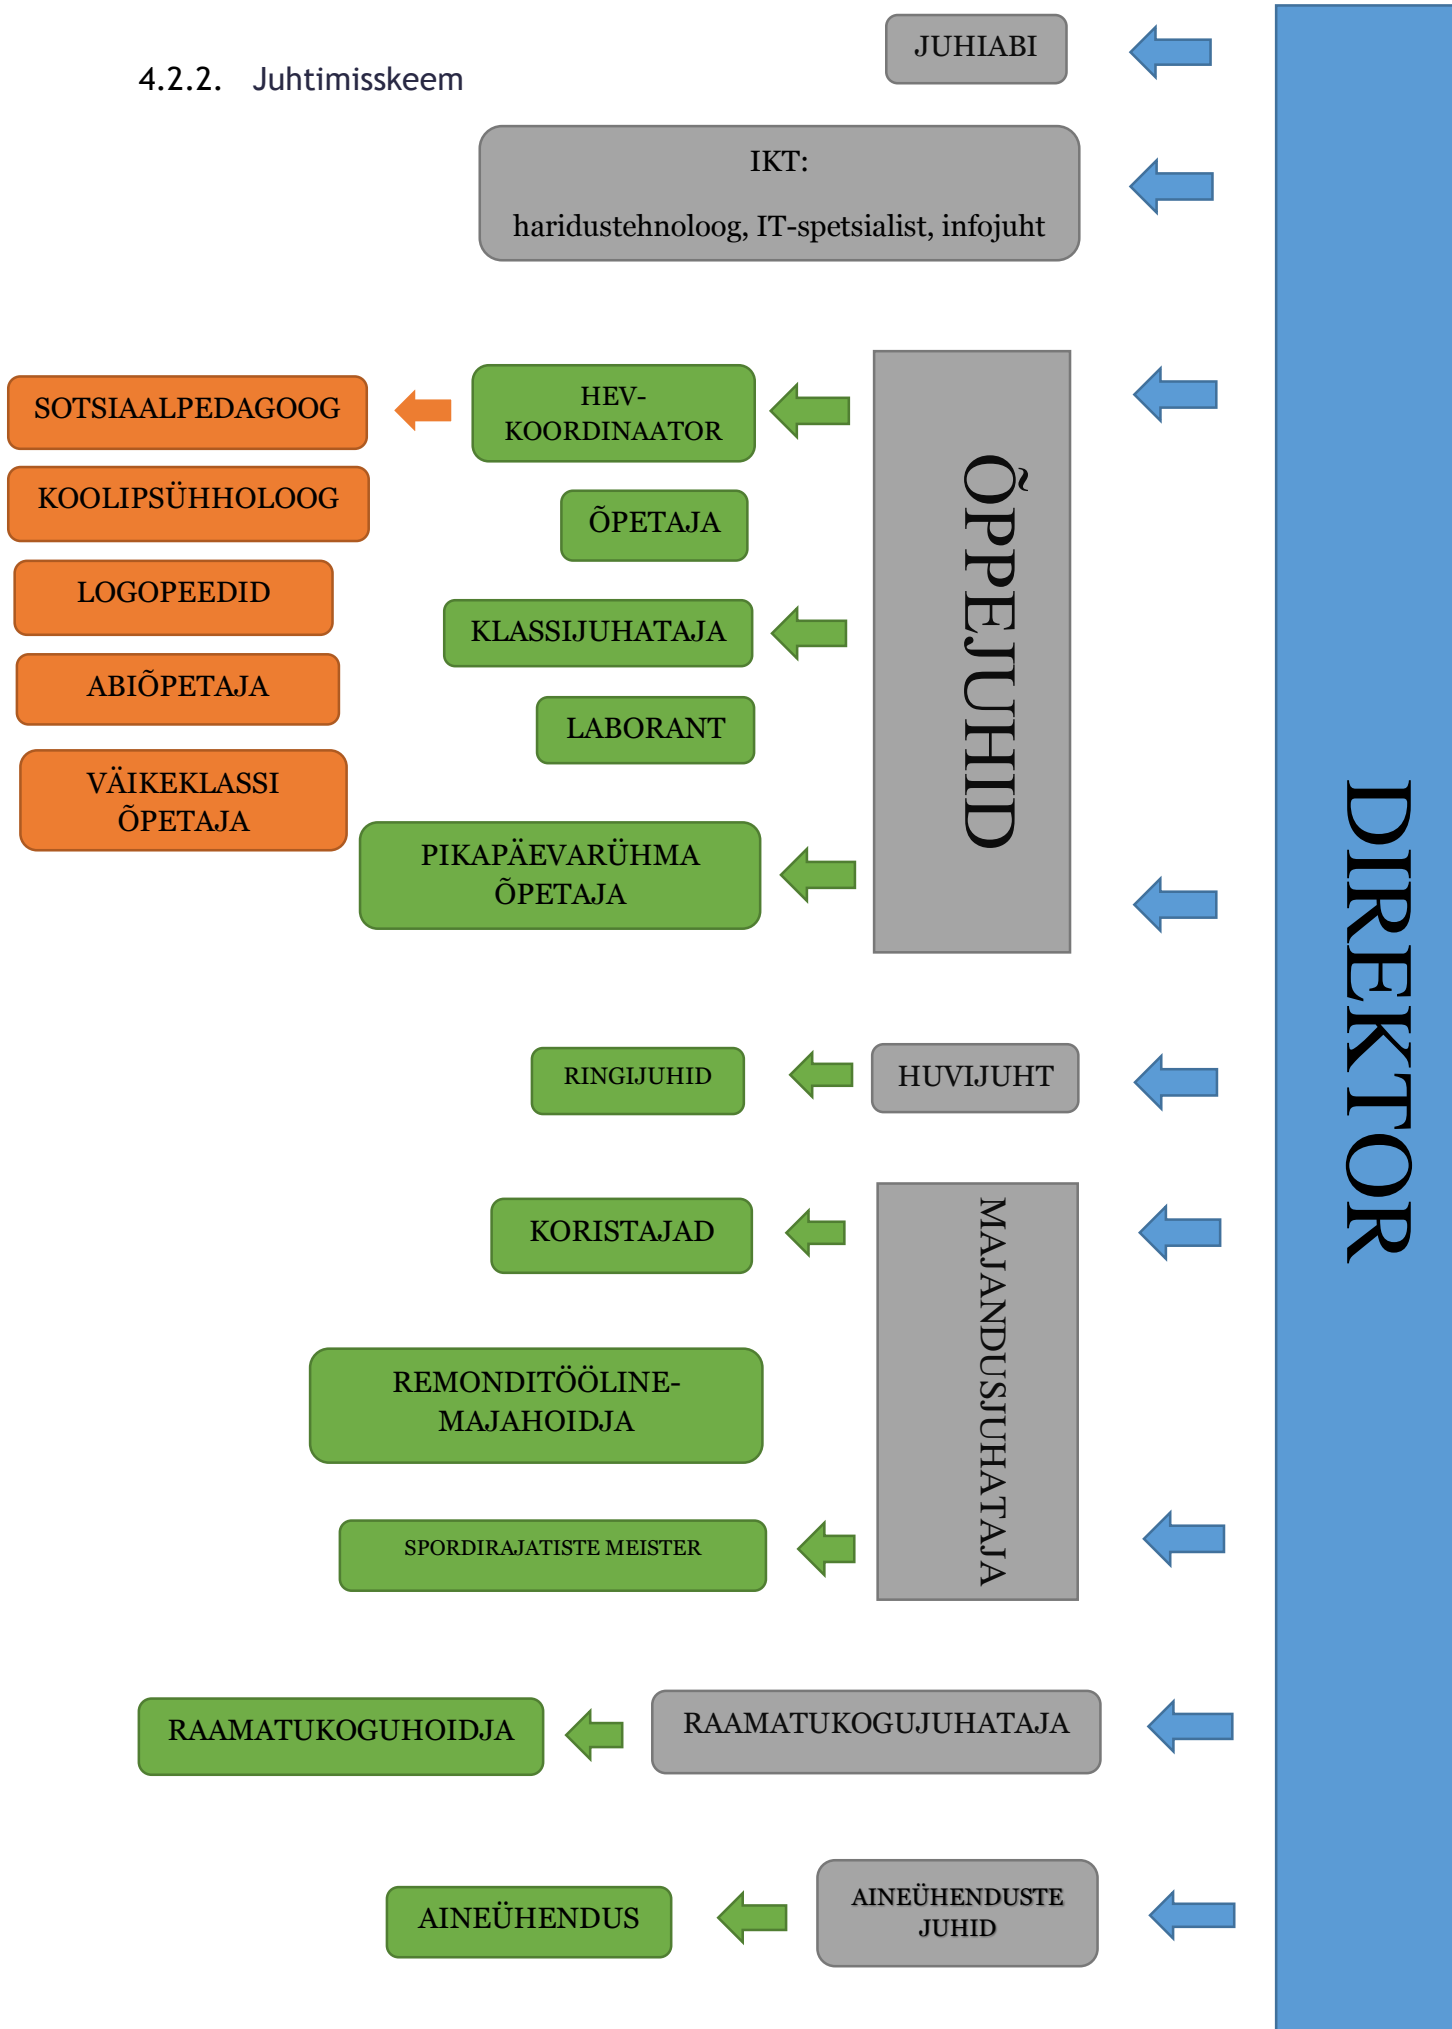 JUHIABI
4.2.2. Juhtimisskeem
IKT:
haridustehnoloog, IT-spetsialist, infojuht
SOTSIAALPEDAGOOG
HEV-
KOORDINAATOR
KOOLIPSÜHHOLOOG
ÕPETAJA
LOGOPEEDID
KLASSIJUHATAJA
ABIÕPETAJA
LABORANT
VÄIKEKLASSI
ÕPETAJA
PIKAPÄEVARÜHMA
ÕPETAJA
ÕPPEJUHID
DIREKTOR
RINGIJUHID
HUVIJUHT
KORISTAJAD
REMONDITÖÖLINE-
MAJAHOIDJA
SPORDIRAJATISTE MEISTER
MAJANDUSJUHATAJA
RAAMATUKOGUHOIDJA
RAAMATUKOGUJUHATAJA
AINEÜHENDUS
AINEÜHENDUSTE
JUHID